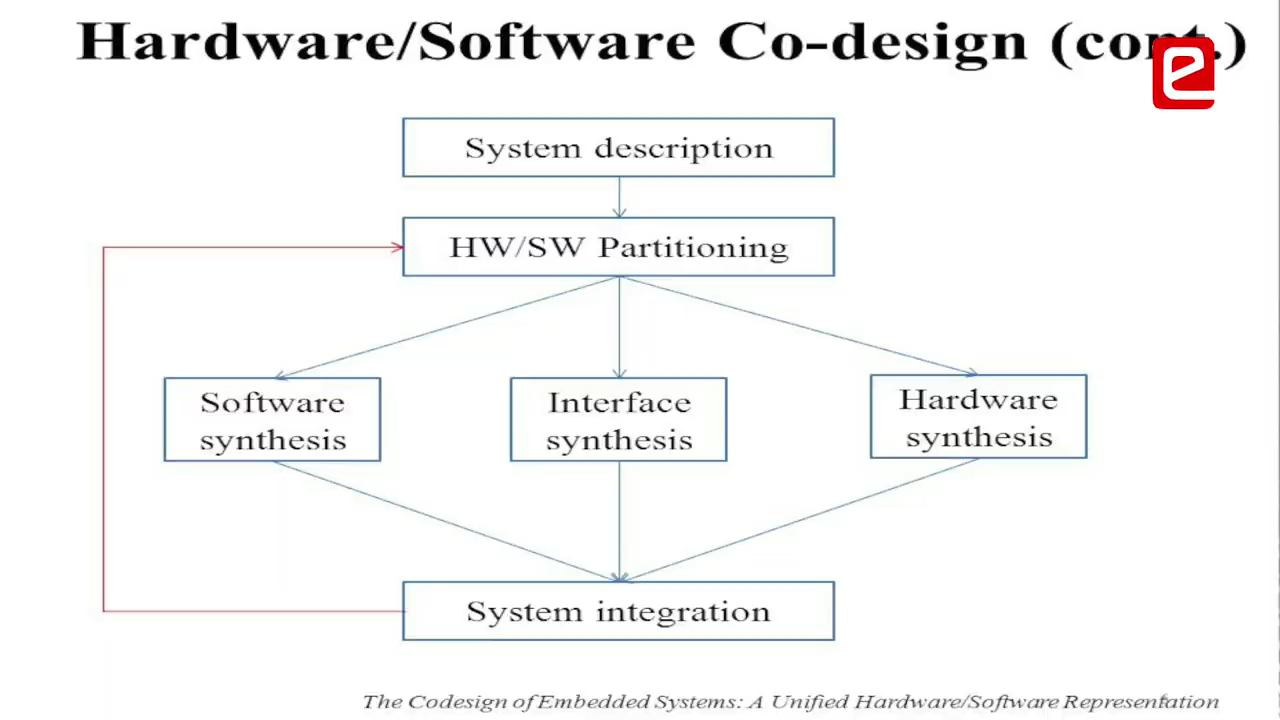 Hardware/Software Co-design (cont.)
e
System description
HW/SW Partitioning
Software
synthesis
Interface
synthesis
Hardware
synthesis
System integration
The Codesign of Embedded Systems: A Unified Hardware/Software Representation